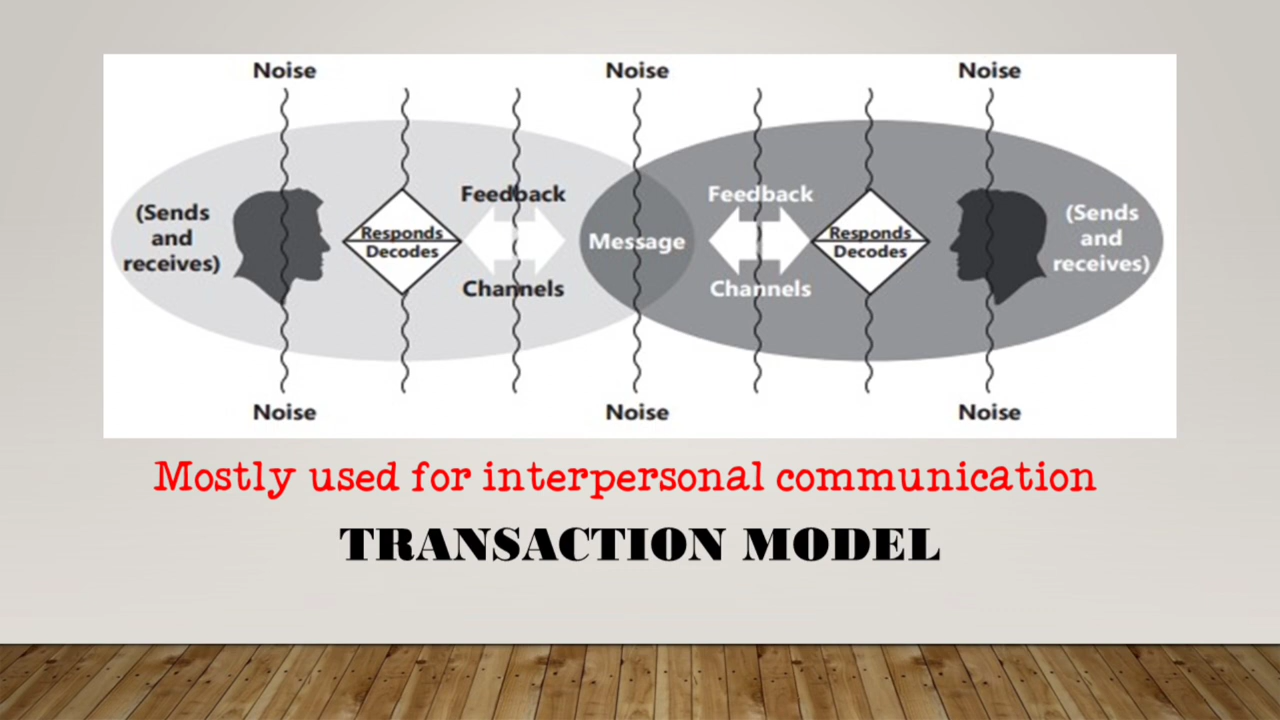 Noise Noise Noise
(Sends
and
receives)
Responds
Decodes
Feedback
Channels
Message
Feedback
Channels
Responds
Decodes
(Sends
and
receives)
Noise Noise Noise
Mostly used for interpersonal communication
TRANSACTION MODEL